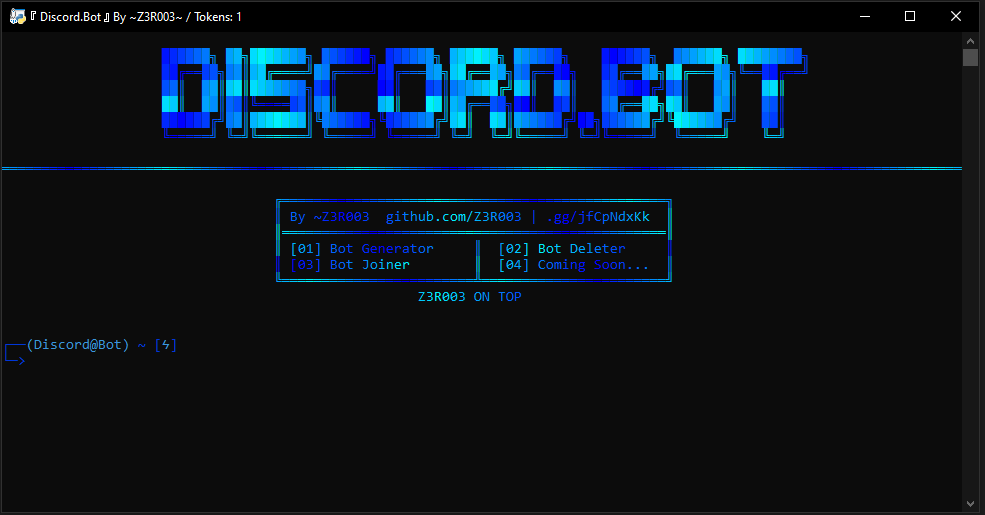 『 Discord.Bot 』 By ~Z3R003~ / Tokens: 1
DISCORD.BOT
By ~Z3R003 github.com/Z3R003 | .gg/jfCpNdxKk
[01] Bot Generator [02] Bot Deleter
[03] Bot Joiner [04] Coming Soon...
Z3R003 ON TOP
┌──(Discord@Bot) ~ [ϟ]
└─>